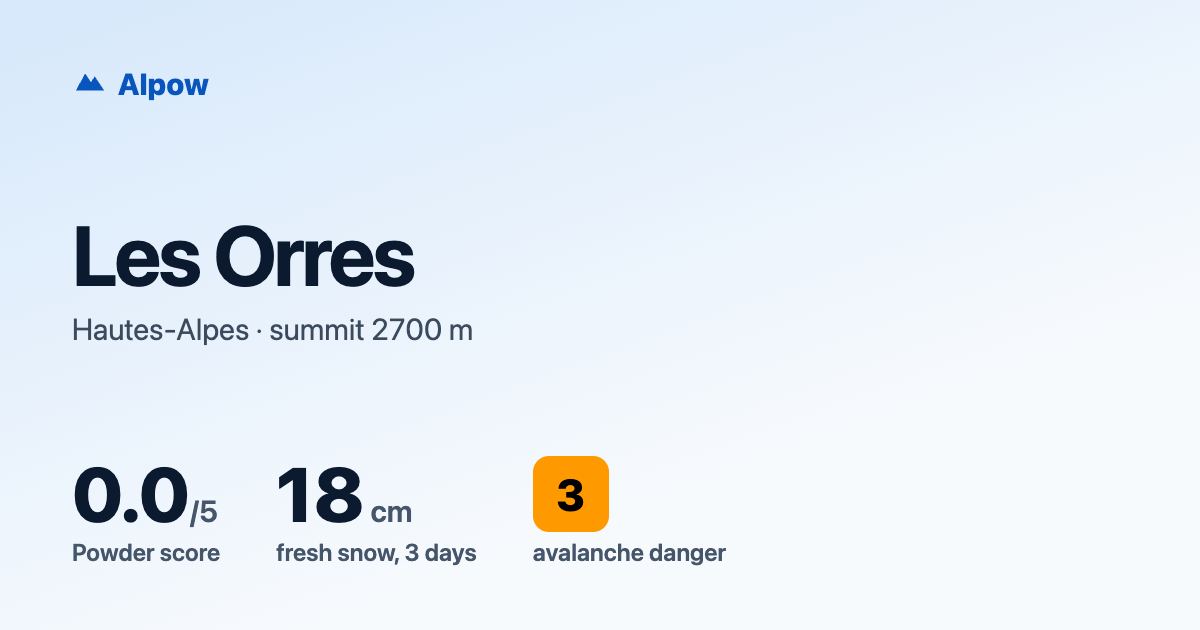 Alpow
Les Orres
Hautes-Alpes · summit 2700 m
0.0/5 18 cm 3
Powder score fresh snow, 3 days avalanche danger